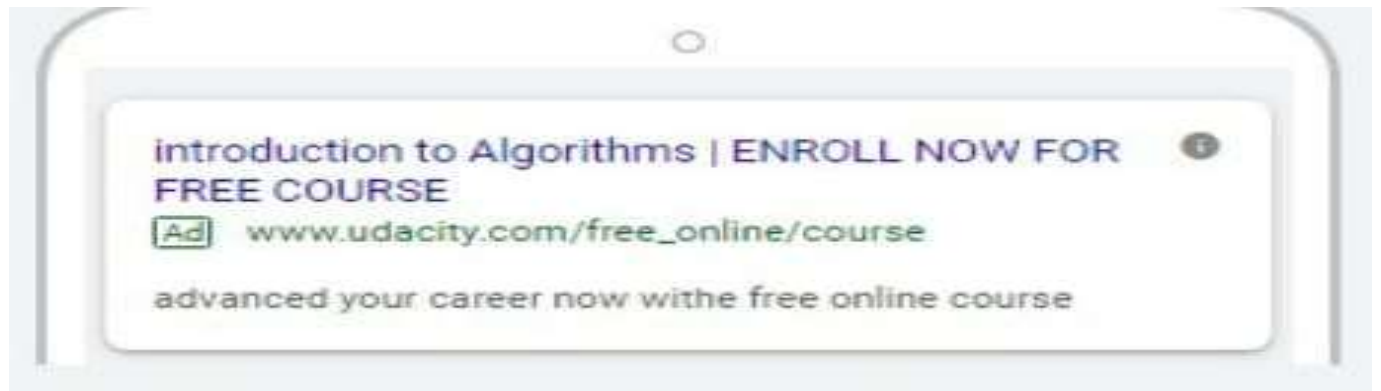 introduction to Algorithms | ENROLL NOW FOR
FREE COURSE
Ad www.udacity.com/free_online/course
advanced your career now withe free online course